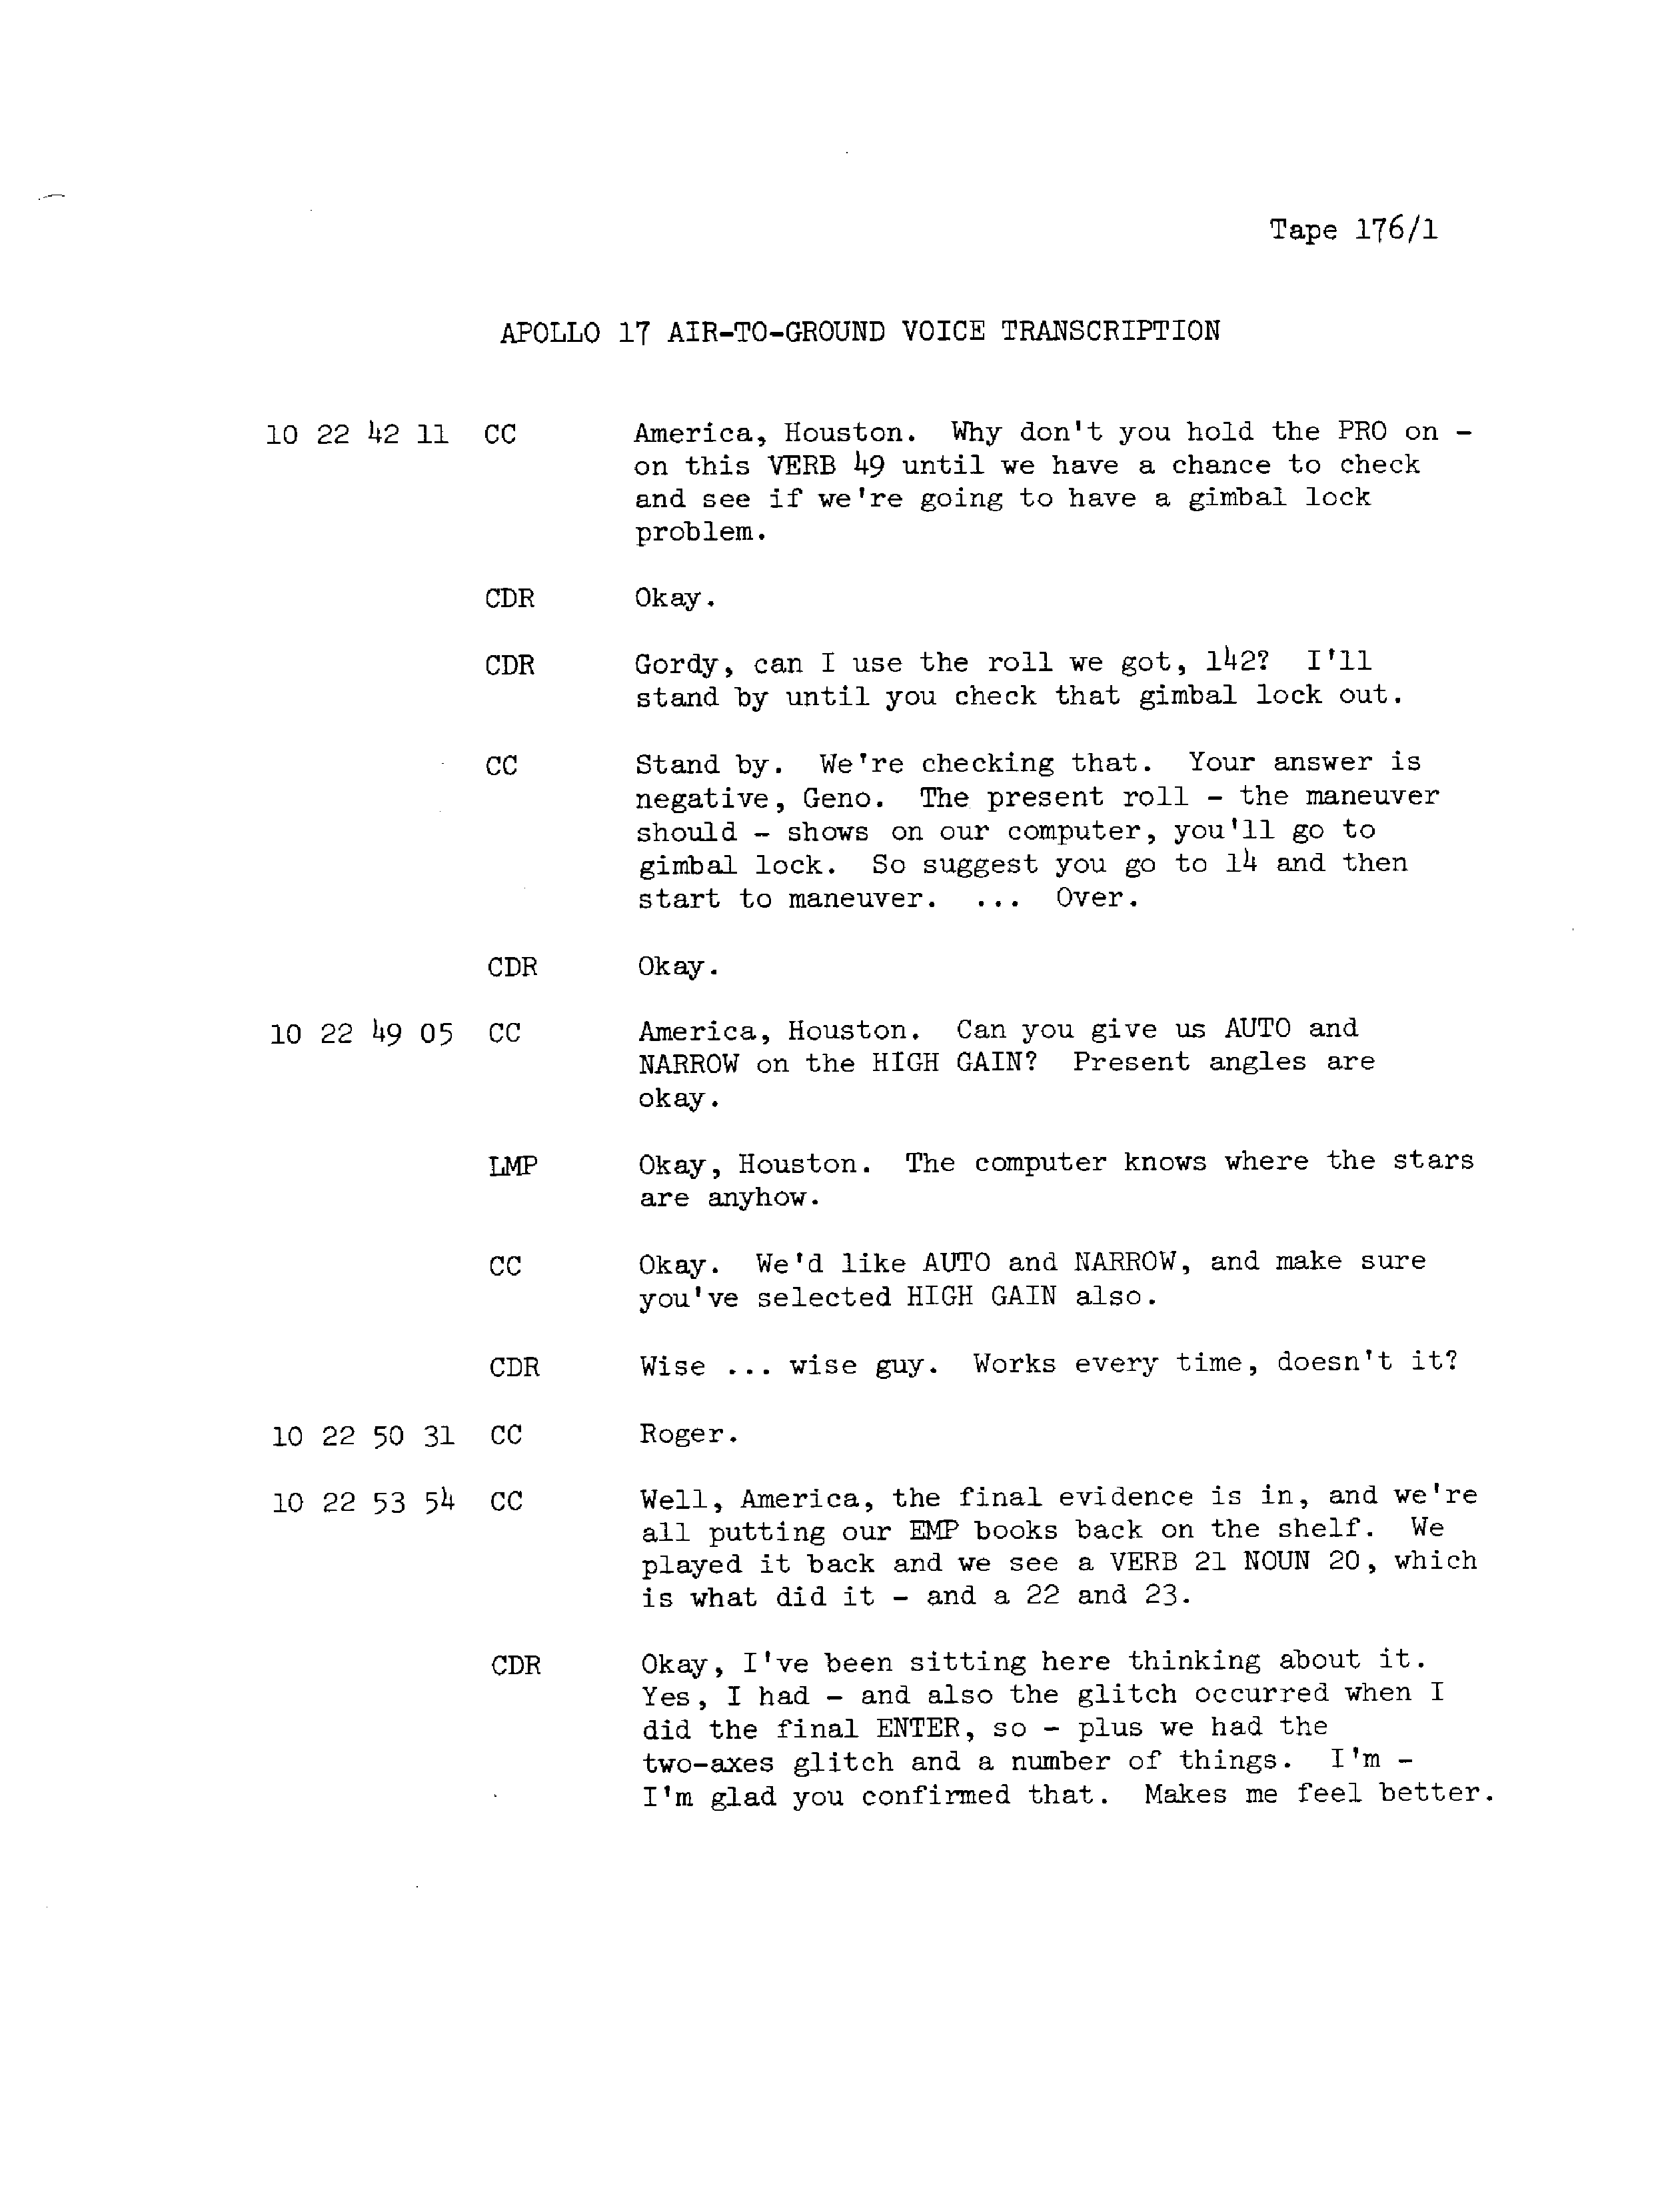 Tape 176/1
APOLLO 17 AIR-TO-GROUND VOICE TRANSCRIPTION
10 22 42 11 CC America, Houston. Why don't you hold the PRO on -
on this VERB 49 until we have a chance to check
and see if we're going to have a gimbal lock
problem.
CDR Okay.
CDR Gordy, can I use the roll we got, 142? I'll
stand by until you check that gimbal lock out.
CC Stand by. We're checking that. Your answer is
negative, Geno. The present roll - the maneuver
should - shows on our computer, you'll go to
gimbal lock. So suggest you go to 14 and then
start to maneuver. ... Over.
CDR Okay.
10 22 49 05 CC America, Houston. Can you give us AUTO and
NARROW on the HIGH GAIN? Present angles are
okay.
LMP Okay, Houston. The computer knows where the stars
are anyhow.
CC Okay. We'd like AUTO and NARROW, and make sure
you've selected HIGH GAIN also.
CDR Wise ... wise guy. Works every time, doesn't it?
10 22 50 31 CC Roger.
10 22 53 54 CC Well, America, the final evidence is in, and we're
all putting our EMP books back on the shelf. We
played it back and we see a VERB 21 NOUN 20, which
is what did it - and a 22 and 23.
CDR Okay, I've been sitting here thinking about it.
Yes, I had - and also the glitch occurred when I
did the final ENTER, so - plus we had the
two-axes glitch and a number of things. I'm -
I'm glad you confirmed that. Makes me feel better.